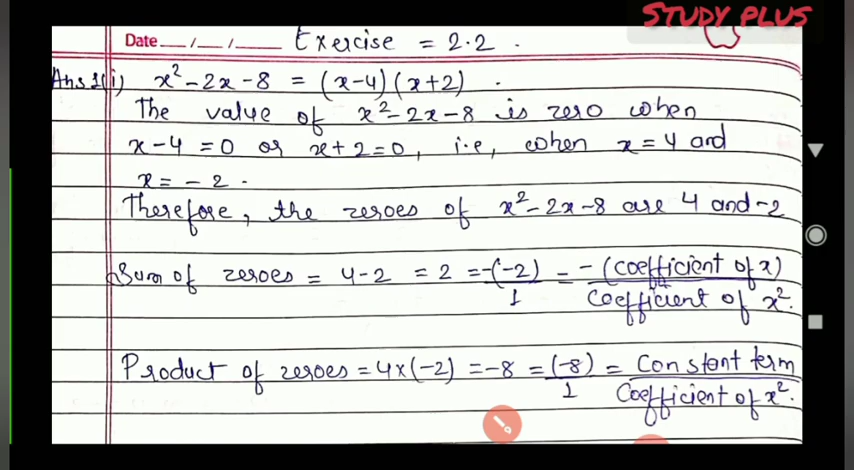 STUDY PLUS
Date __/__/____ Exercise = 2.2 .
Ans 1(i) x² - 2x - 8 = (x-4) (x+2) .
The value of x² - 2x - 8 is zero when
x - 4 = 0 or x + 2 = 0, i.e, when x = 4 and
x = - 2 .
Therefore, the zeroes of x² - 2x - 8 are 4 and -2
Sum of zeroes = 4 - 2 = 2 = -(-2)/1 = - (coefficient of x)/Coefficient of x².
Product of zeroes = 4 × (-2) = -8 = (-8)/1 = Constant term/Coefficient of x².